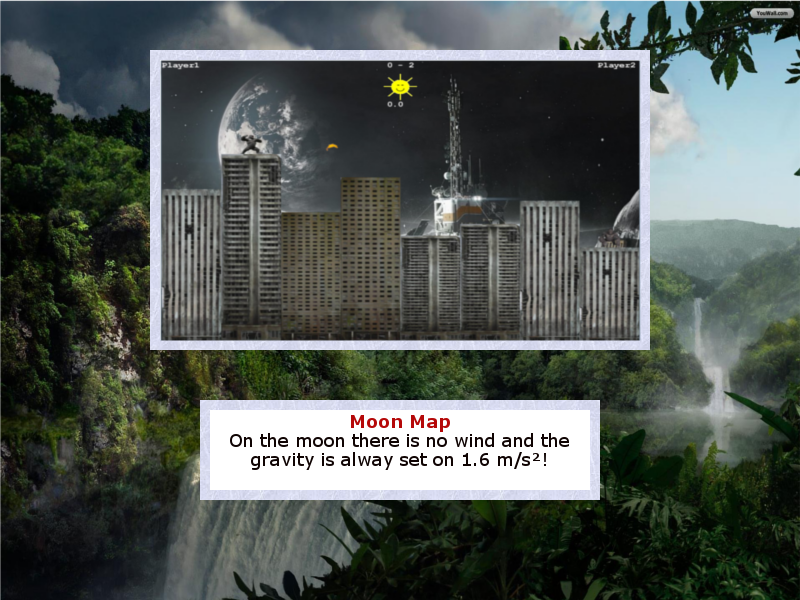 YouWall.com
Player1
0 - 2
Player2
0.0
Moon Map
On the moon there is no wind and the
gravity is alway set on 1.6 m/s²!